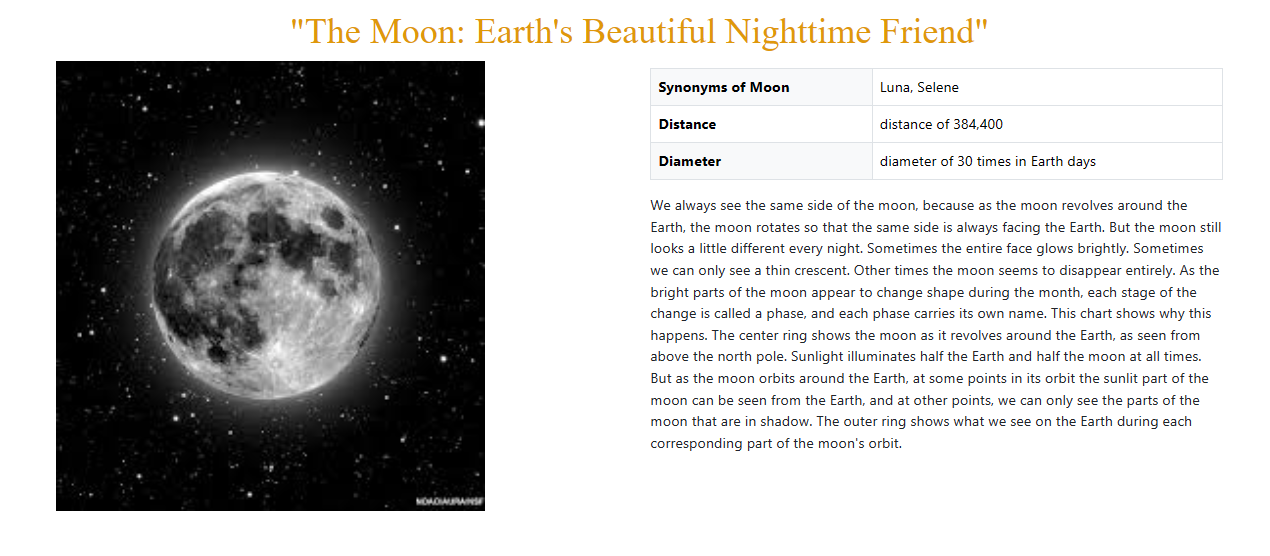 "The Moon: Earth's Beautiful Nighttime Friend"
Synonyms of Moon Luna, Selene
Distance distance of 384,400
Diameter diameter of 30 times in Earth days
We always see the same side of the moon, because as the moon revolves around the
Earth, the moon rotates so that the same side is always facing the Earth. But the moon still
looks a little different every night. Sometimes the entire face glows brightly. Sometimes
we can only see a thin crescent. Other times the moon seems to disappear entirely. As the
bright parts of the moon appear to change shape during the month, each stage of the
change is called a phase, and each phase carries its own name. This chart shows why this
happens. The center ring shows the moon as it revolves around the Earth, as seen from
above the north pole. Sunlight illuminates half the Earth and half the moon at all times.
But as the moon orbits around the Earth, at some points in its orbit the sunlit part of the
moon can be seen from the Earth, and at other points, we can only see the parts of the
moon that are in shadow. The outer ring shows what we see on the Earth during each
corresponding part of the moon's orbit.